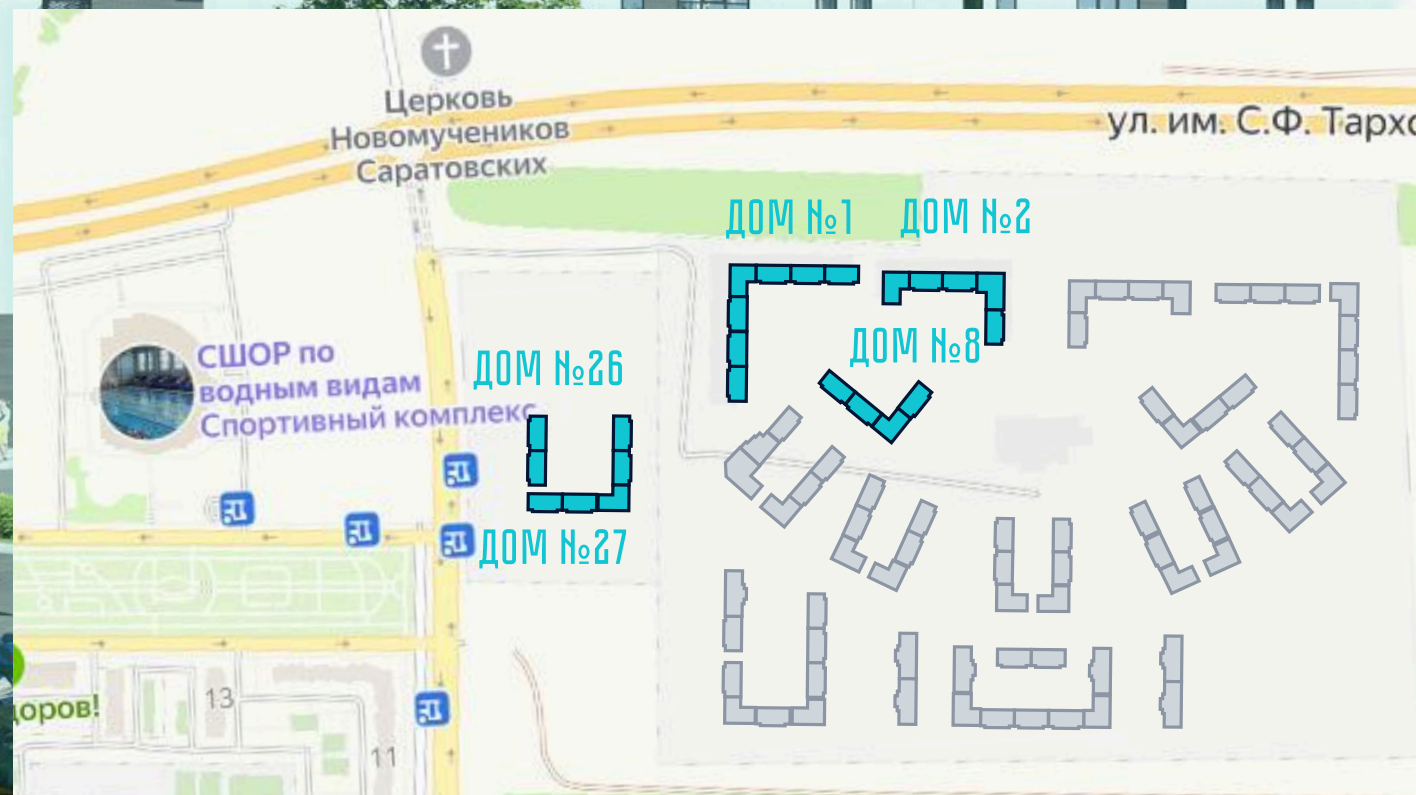 Церковь
Новомучеников
Саратовских
ул. им. С.Ф. Тархо
ДОМ №1
ДОМ №2
ДОМ №8
ДОМ №26
СШОР по
водным видам
Спортивный комплекс
ДОМ №27
доров!
13
11